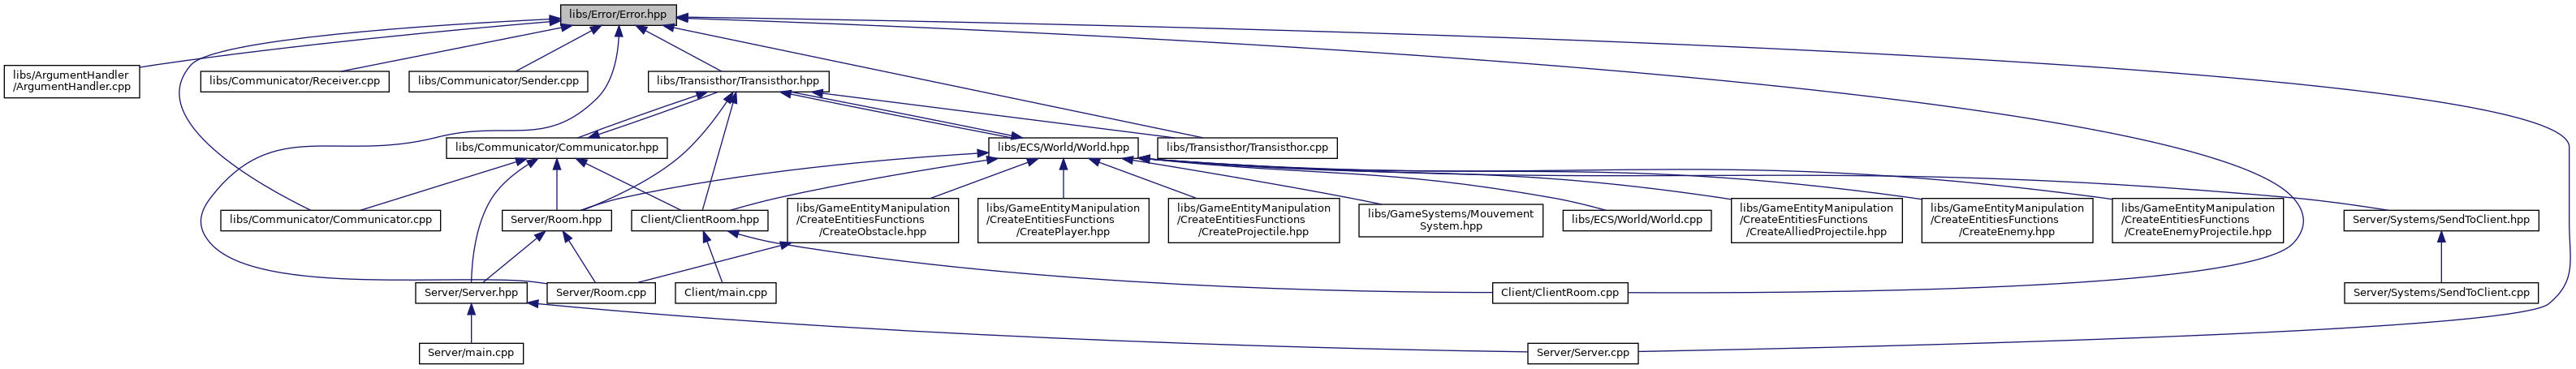 libs/Error/Error.hpp
libs/ArgumentHandler
/ArgumentHandler.cpp
libs/Communicator/Receiver.cpp
libs/Communicator/Sender.cpp
libs/Transisthor/Transisthor.hpp
libs/Communicator/Communicator.hpp
libs/ECS/World/World.hpp
libs/Transisthor/Transisthor.cpp
libs/Communicator/Communicator.cpp
Server/Room.hpp
Client/ClientRoom.hpp
libs/GameEntityManipulation
/CreateEntitiesFunctions
/CreateObstacle.hpp
libs/GameEntityManipulation
/CreateEntitiesFunctions
/CreatePlayer.hpp
libs/GameEntityManipulation
/CreateEntitiesFunctions
/CreateProjectile.hpp
libs/GameSystems/Mouvement
System.hpp
libs/ECS/World/World.cpp
libs/GameEntityManipulation
/CreateEntitiesFunctions
/CreateAlliedProjectile.hpp
libs/GameEntityManipulation
/CreateEntitiesFunctions
/CreateEnemy.hpp
libs/GameEntityManipulation
/CreateEntitiesFunctions
/CreateEnemyProjectile.hpp
Server/Systems/SendToClient.hpp
Server/Server.hpp
Server/Room.cpp
Client/main.cpp
Client/ClientRoom.cpp
Server/Systems/SendToClient.cpp
Server/main.cpp
Server/Server.cpp